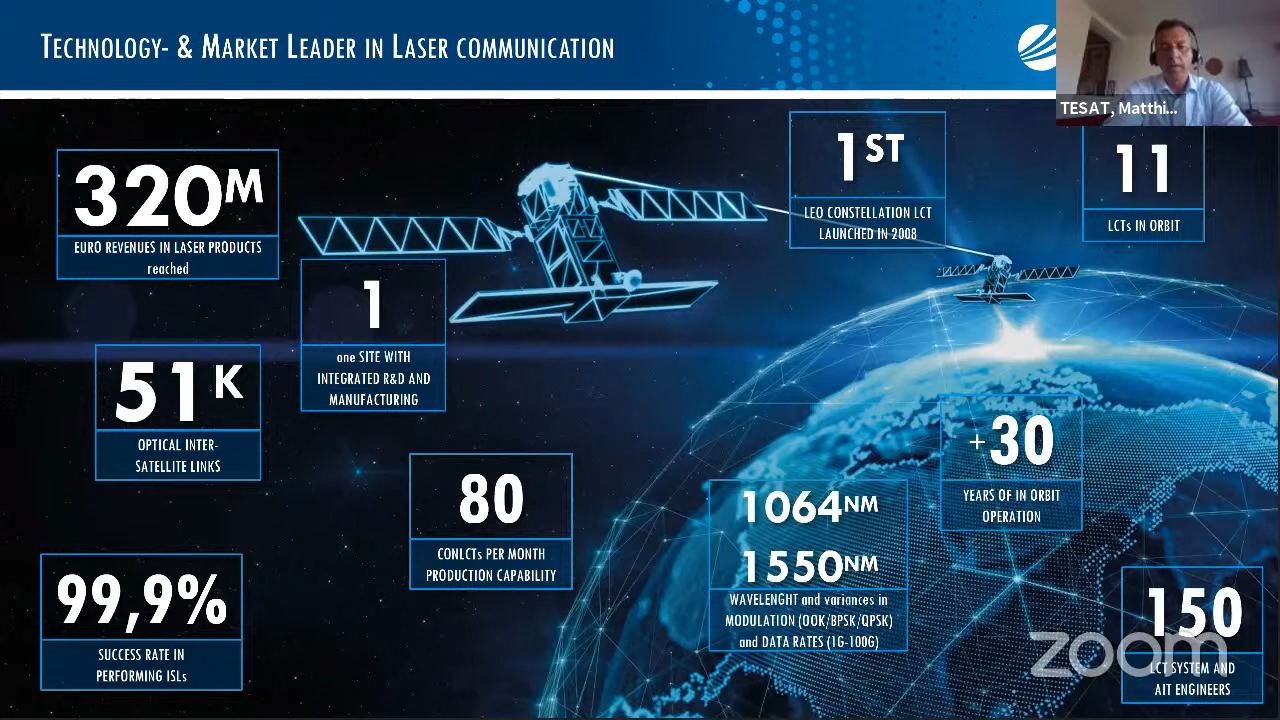 TECHNOLOGY- & MARKET LEADER IN LASER COMMUNICATION
TESAT, Matthi...
320M
EURO REVENUES IN LASER PRODUCTS
reached
1
one SITE WITH
INTEGRATED R&D AND
MANUFACTURING
1ST
LEO CONSTELLATION LCT
LAUNCHED IN 2008
11
LCTs IN ORBIT
51K
OPTICAL INTER-
SATELLITE LINKS
80
CONLCTs PER MONTH
PRODUCTION CAPABILITY
+30
YEARS OF IN ORBIT
OPERATION
1064NM
1550NM
WAVELENGHT and variances in
MODULATION (OOK/BPSK/QPSK)
and DATA RATES (1G-100G)
99,9%
SUCCESS RATE IN
PERFORMING ISLs
150
LCT SYSTEM AND
AIT ENGINEERS
zoom